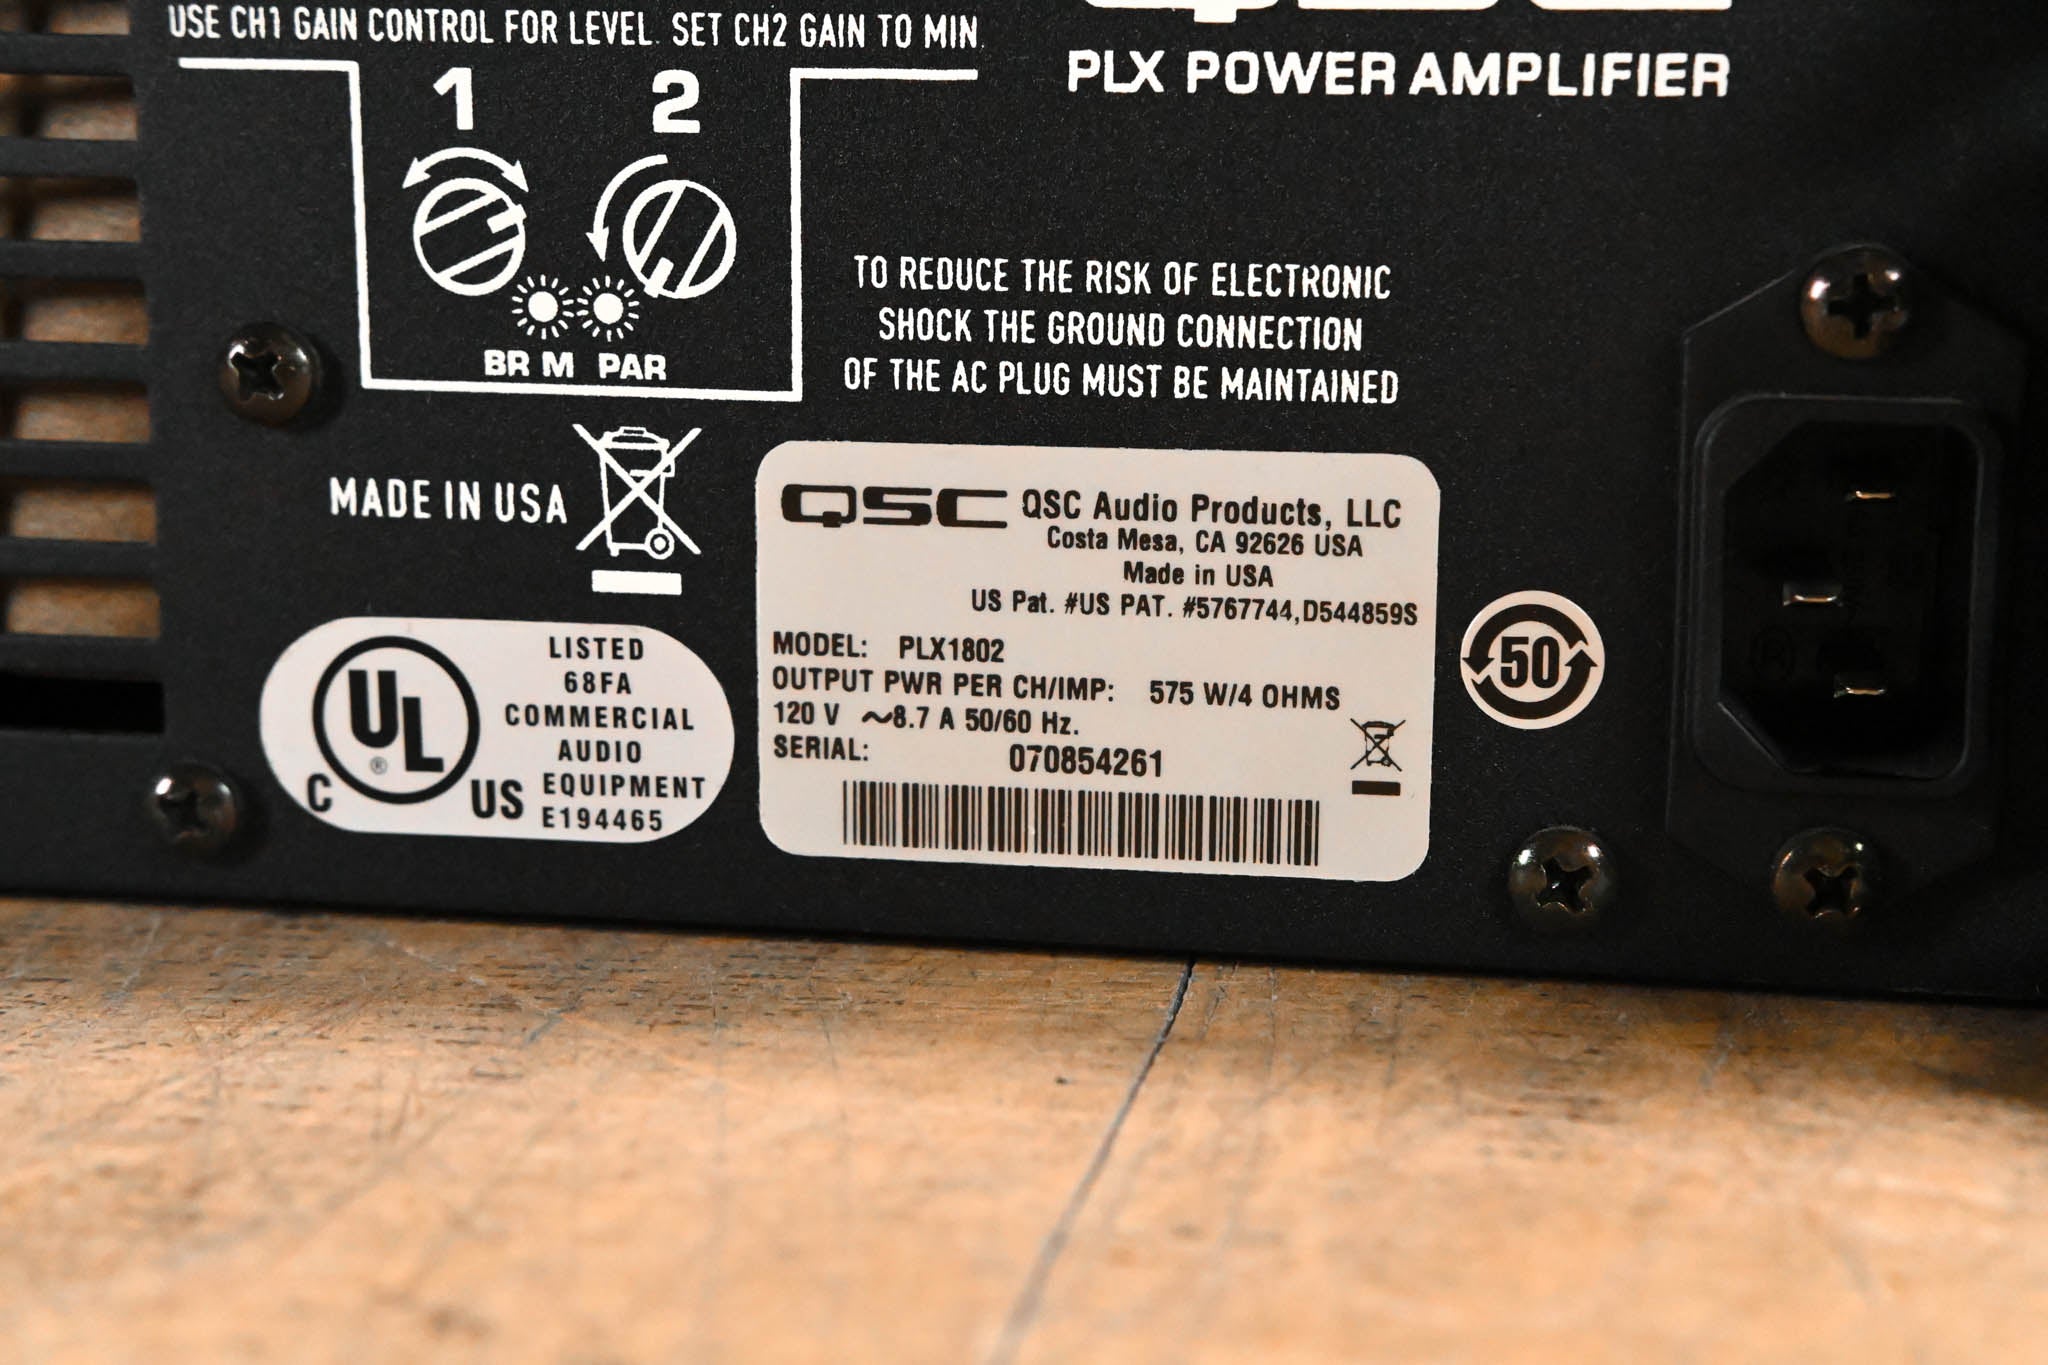 USE CH1 GAIN CONTROL FOR LEVEL. SET CH2 GAIN TO MIN.
1 2
BR M PAR
QSC
PLX POWER AMPLIFIER
TO REDUCE THE RISK OF ELECTRONIC
SHOCK THE GROUND CONNECTION
OF THE AC PLUG MUST BE MAINTAINED
MADE IN USA
C UL ® US
LISTED
68FA
COMMERCIAL
AUDIO
EQUIPMENT
E194465
QSC QSC Audio Products, LLC
Costa Mesa, CA 92626 USA
Made in USA
US Pat. #US PAT. #5767744,D544859S
MODEL: PLX1802
OUTPUT PWR PER CH/IMP: 575 W/4 OHMS
120 V ~8.7 A 50/60 Hz.
SERIAL: 070854261
50